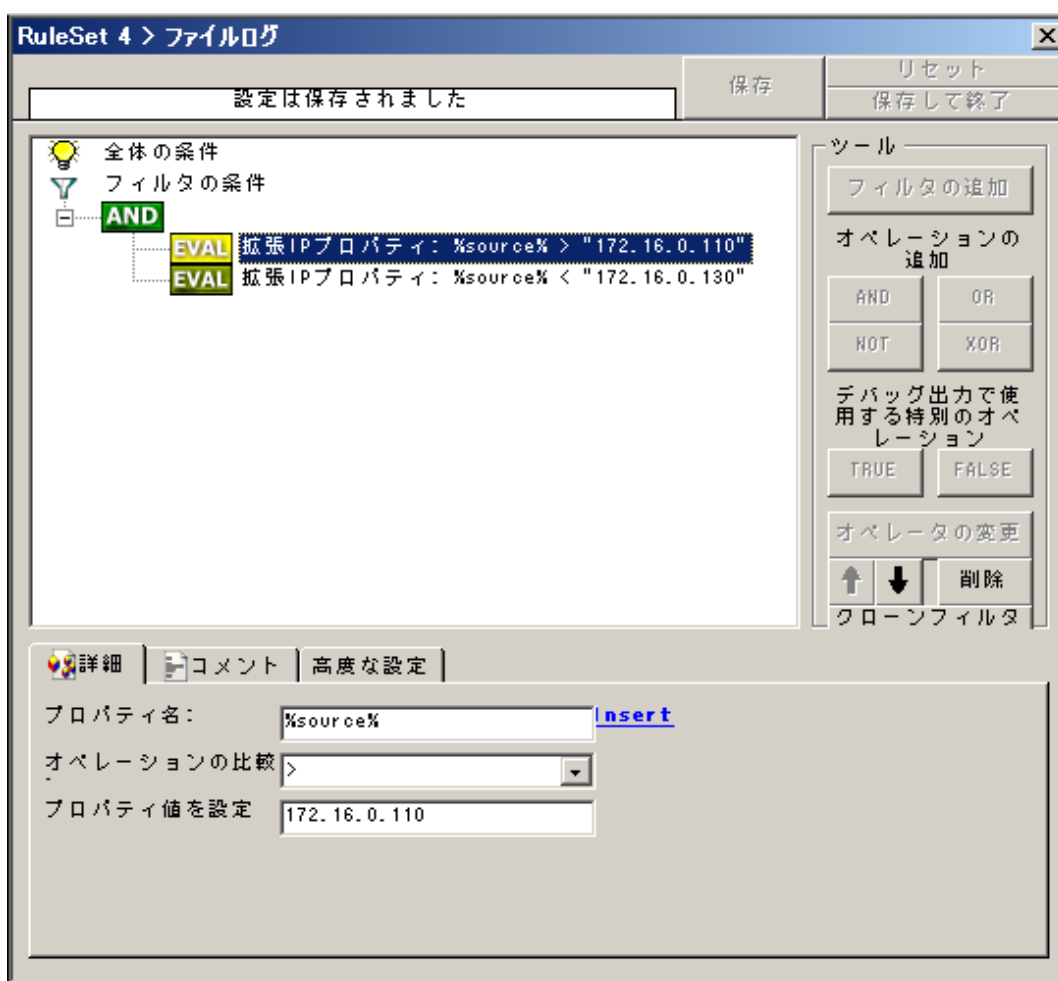 RuleSet 4 > ファイルログ
設定は保存されました
保存
リセット
保存して終了
全体の条件
フィルタの条件
AND
EVAL 拡張IPプロパティ: %source% > "172.16.0.110"
EVAL 拡張IPプロパティ: %source% < "172.16.0.130"
ツール
フィルタの追加
オペレーションの
追加
AND
OR
NOT
XOR
デバッグ出力で使
用する特別のオペ
レーション
TRUE
FALSE
オペレータの変更
削除
クローンフィルタ
詳細
コメント
高度な設定
プロパティ名:
%source%
Insert
オペレーションの比較
>
プロパティ値を設定
172.16.0.110